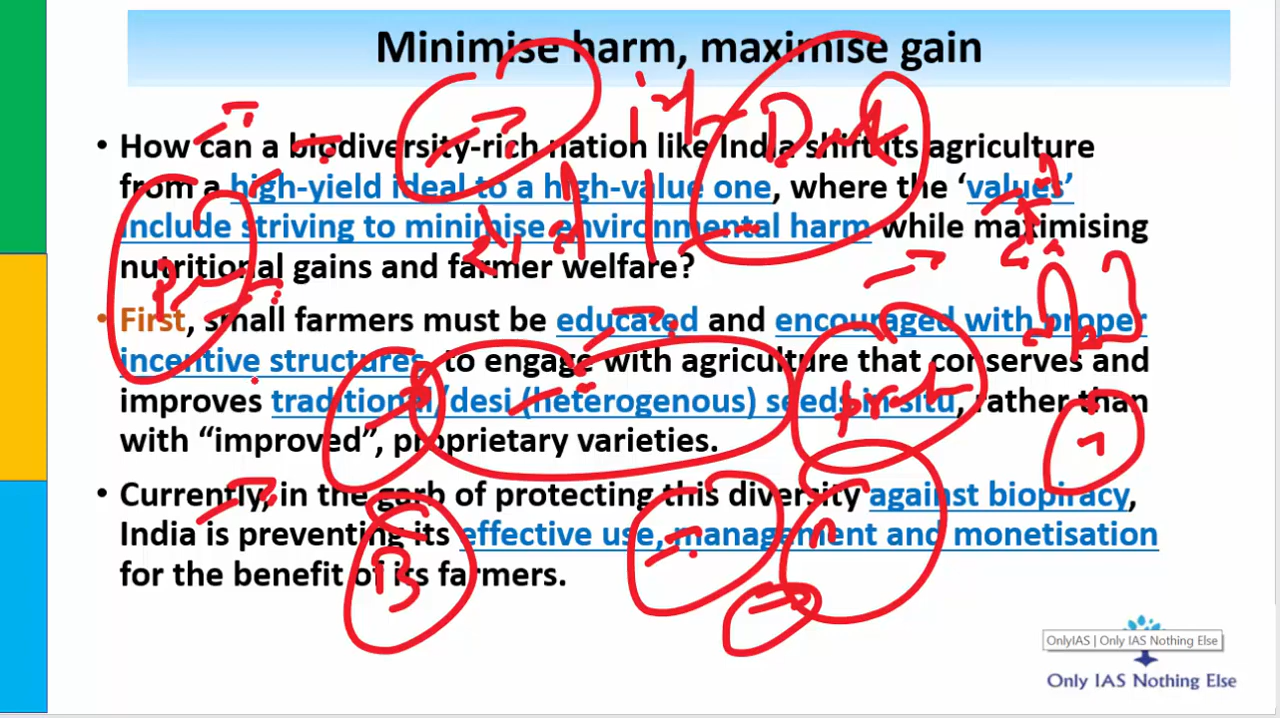 Minimise harm, maximise gain
• How can a biodiversity-rich nation like India shift its agriculture
from a high-yield ideal to a high-value one, where the ‘values’
include striving to minimise environmental harm while maximising
nutritional gains and farmer welfare?
• First, small farmers must be educated and encouraged with proper
incentive structures, to engage with agriculture that conserves and
improves traditional/desi (heterogenous) seeds in situ, rather than
with “improved”, proprietary varieties.
• Currently, in the garb of protecting this diversity against biopiracy,
India is preventing its effective use, management and monetisation
for the benefit of its farmers.
OnlyIAS | Only IAS Nothing Else
Only IAS Nothing Else